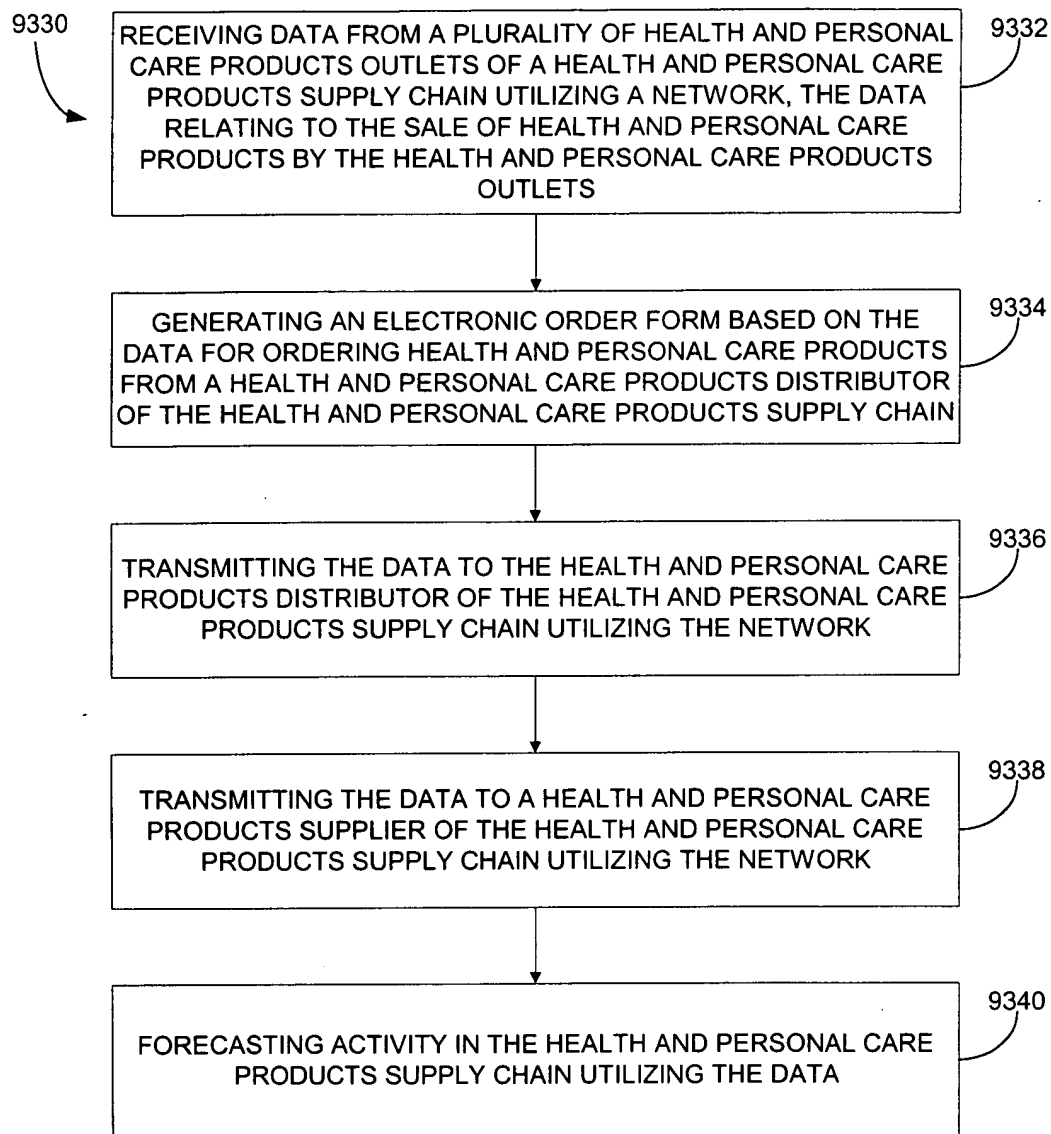 9330
RECEIVING DATA FROM A PLURALITY OF HEALTH AND PERSONAL
CARE PRODUCTS OUTLETS OF A HEALTH AND PERSONAL CARE
PRODUCTS SUPPLY CHAIN UTILIZING A NETWORK, THE DATA
RELATING TO THE SALE OF HEALTH AND PERSONAL CARE
PRODUCTS BY THE HEALTH AND PERSONAL CARE PRODUCTS
OUTLETS
9332
GENERATING AN ELECTRONIC ORDER FORM BASED ON THE
DATA FOR ORDERING HEALTH AND PERSONAL CARE PRODUCTS
FROM A HEALTH AND PERSONAL CARE PRODUCTS DISTRIBUTOR
OF THE HEALTH AND PERSONAL CARE PRODUCTS SUPPLY CHAIN
9334
TRANSMITTING THE DATA TO THE HEALTH AND PERSONAL CARE
PRODUCTS DISTRIBUTOR OF THE HEALTH AND PERSONAL CARE
PRODUCTS SUPPLY CHAIN UTILIZING THE NETWORK
9336
TRANSMITTING THE DATA TO A HEALTH AND PERSONAL CARE
PRODUCTS SUPPLIER OF THE HEALTH AND PERSONAL CARE
PRODUCTS SUPPLY CHAIN UTILIZING THE NETWORK
9338
FORECASTING ACTIVITY IN THE HEALTH AND PERSONAL CARE
PRODUCTS SUPPLY CHAIN UTILIZING THE DATA
9340